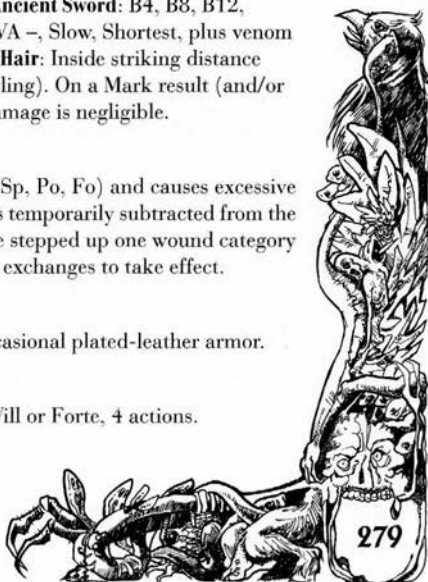 Ancient Sword: B4, B8, B12,
VA –, Slow, Shortest, plus venom
Hair: Inside striking distance
ling). On a Mark result (and/or
mage is negligible.
Sp, Po, Fo) and causes excessive
s temporarily subtracted from the
e stepped up one wound category
exchanges to take effect.
casional plated-leather armor.
Will or Forte, 4 actions.
279